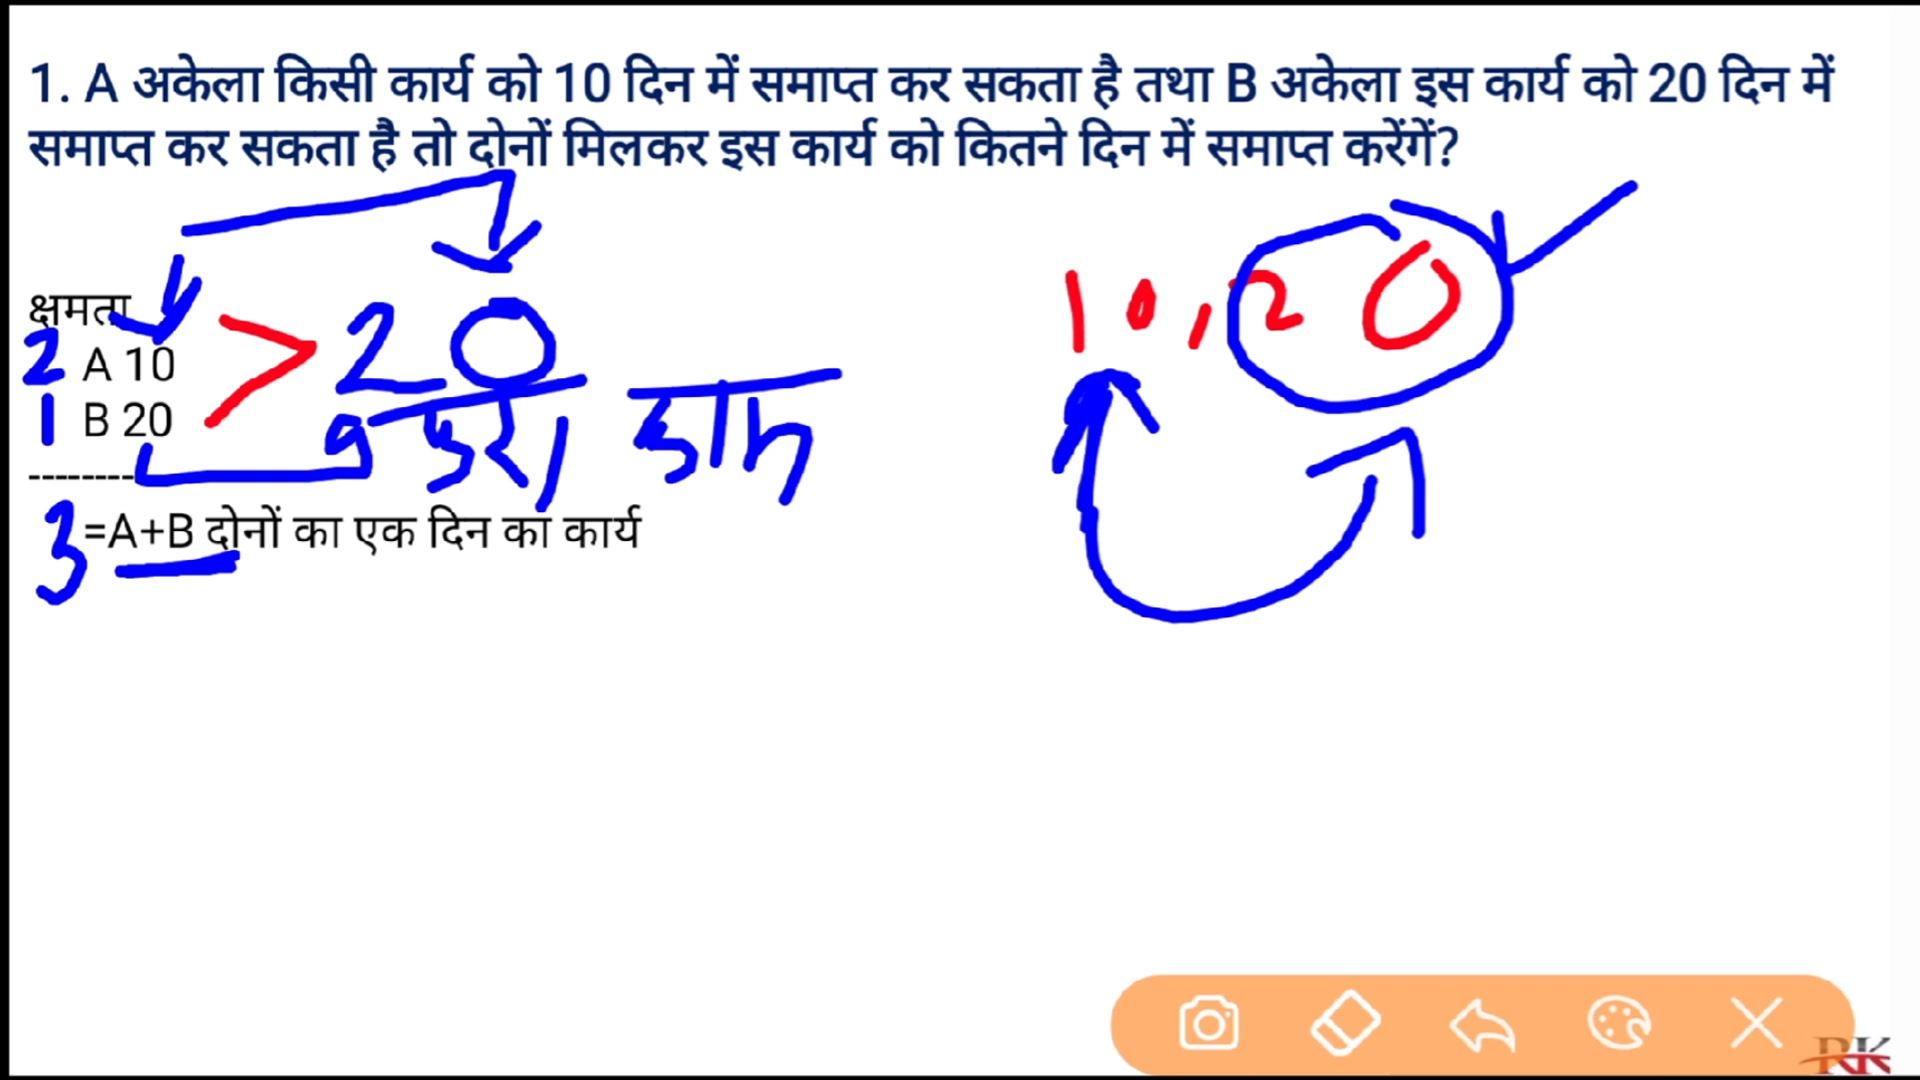 1. A अकेला किसी कार्य को 10 दिन में समाप्त कर सकता है तथा B अकेला इस कार्य को 20 दिन में
समाप्त कर सकता है तो दोनों मिलकर इस कार्य को कितने दिन में समाप्त करेंगें?
क्षमता
10, 20
2 A 10 > 20
1 B 20
काम
3 =A+B दोनों का एक दिन का कार्य
RK